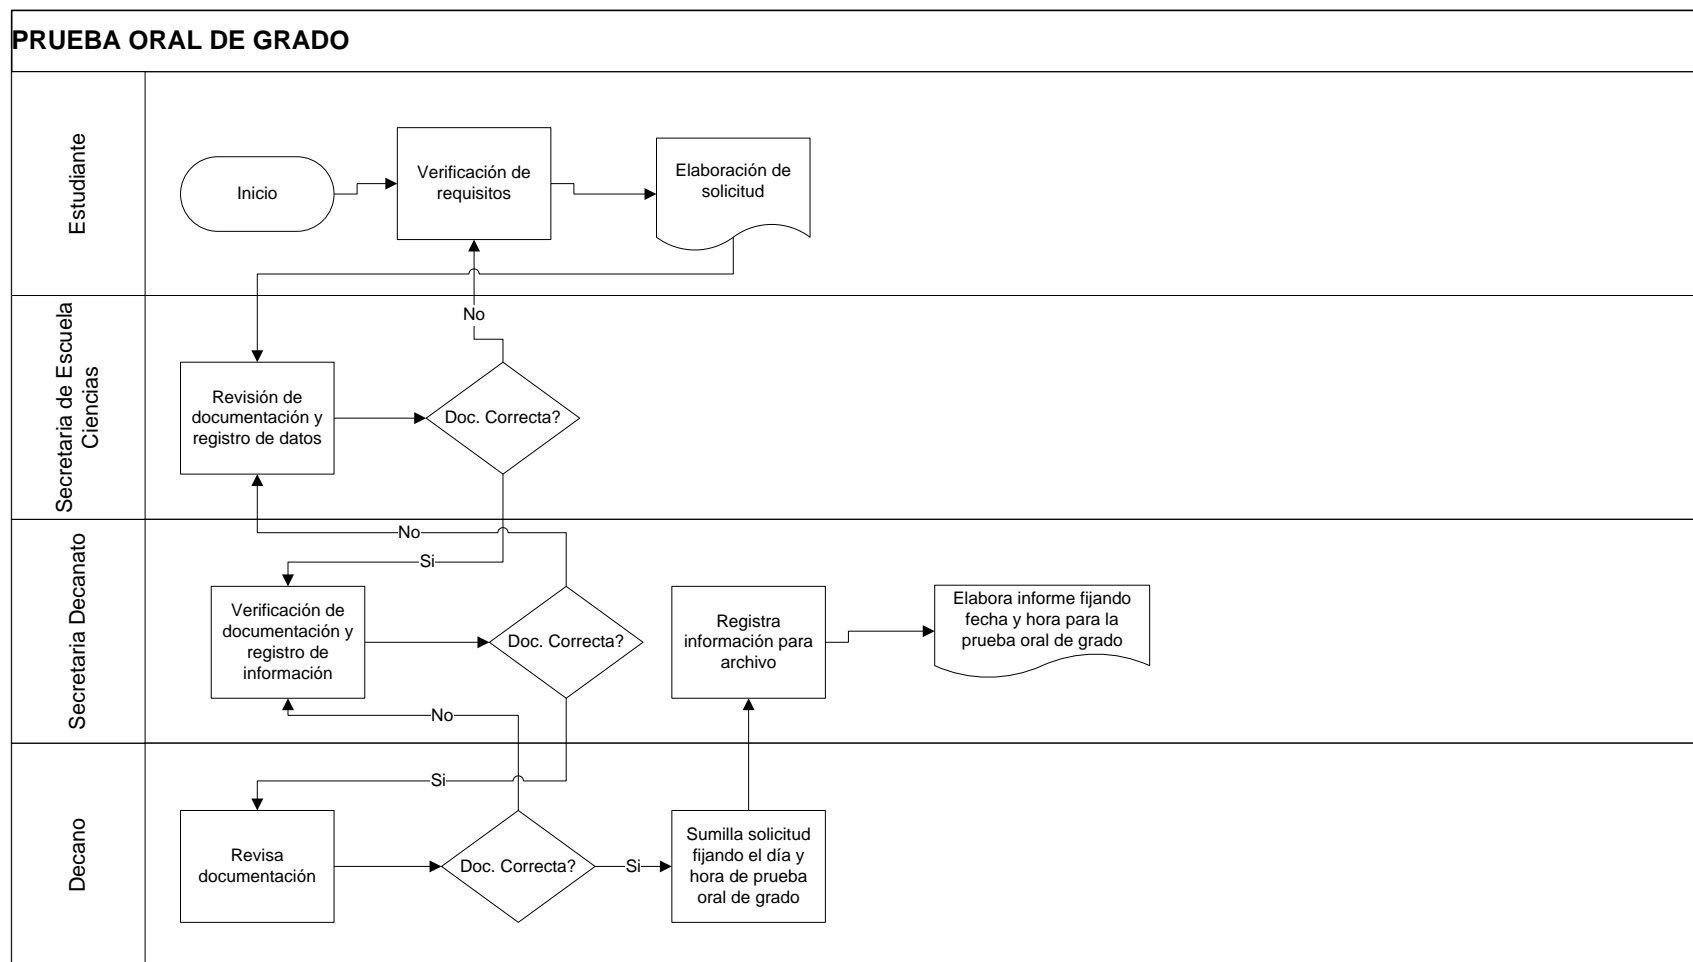 PRUEBA ORAL DE GRADO
Estudiante
Inicio
Verificación de
requisitos
Elaboración de
solicitud
Secretaria de Escuela
Ciencias
No
Revisión de
documentación y
registro de datos
Doc. Correcta?
Secretaria Decanato
No
Si
Verificación de
documentación y
registro de
información
Doc. Correcta?
Registra
información para
archivo
Elabora informe fijando
fecha y hora para la
prueba oral de grado
No
Decano
Si
Revisa
documentación
Doc. Correcta?
Si
Sumilla solicitud
fijando el día y
hora de prueba
oral de grado